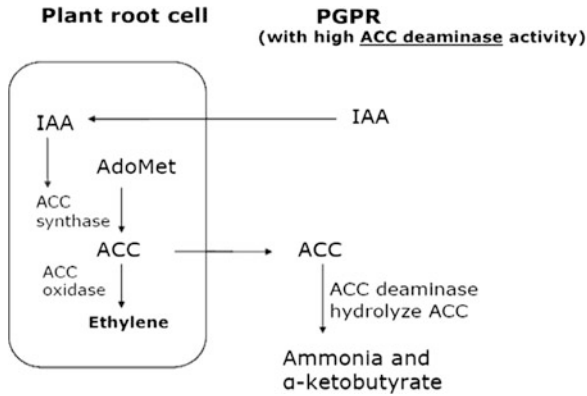 Plant root cell
PGPR
(with high ACC deaminase activity)
IAA
IAA
AdoMet
ACC
synthase
ACC
ACC
ACC
oxidase
ACC deaminase
hydrolyze ACC
Ethylene
Ammonia and
α-ketobutyrate